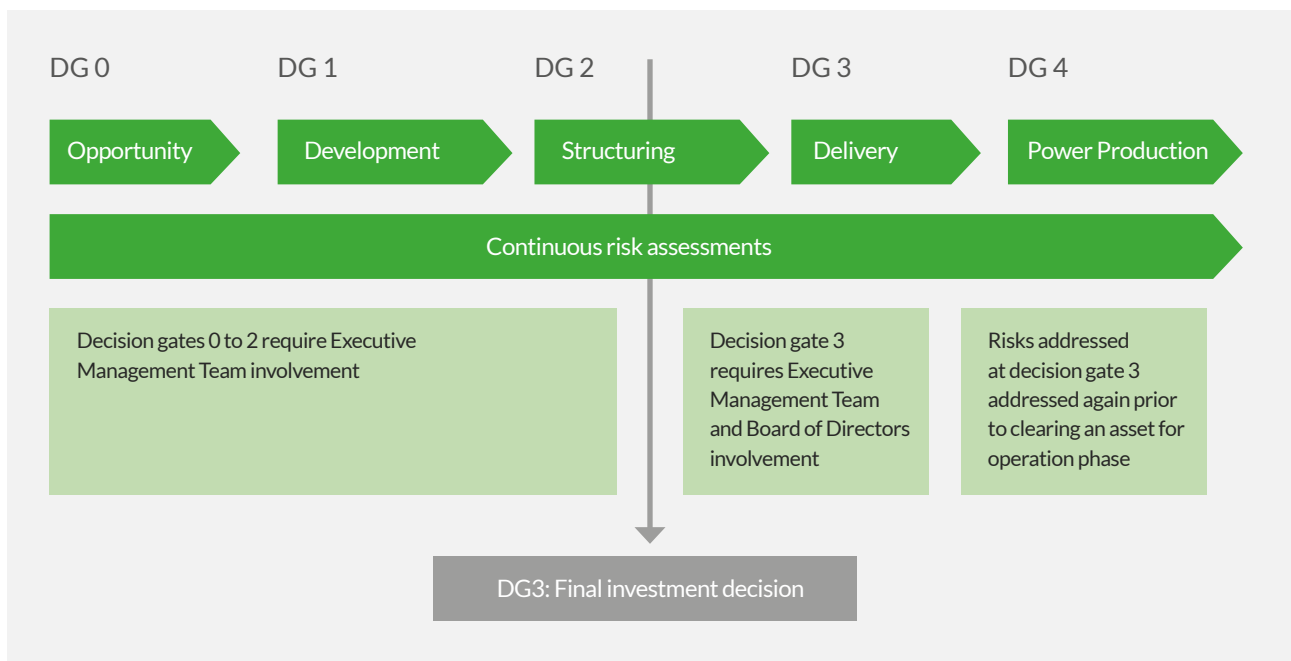 DG 0
DG 1
DG 2
DG 3
DG 4
Opportunity
Development
Structuring
Delivery
Power Production
Continuous risk assessments
Decision gates 0 to 2 require Executive
Management Team involvement
Decision gate 3
requires Executive
Management Team
and Board of Directors
involvement
Risks addressed
at decision gate 3
addressed again prior
to clearing an asset for
operation phase
DG3: Final investment decision